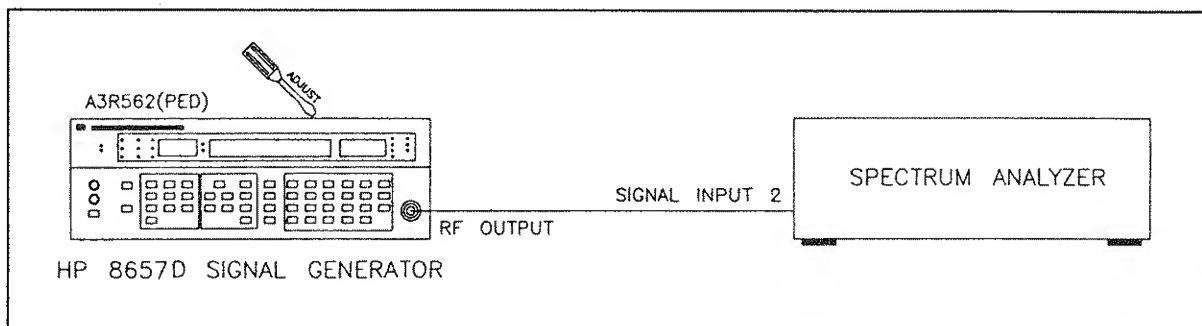 ADJUST
A3R562(PED)
SPECTRUM ANALYZER
SIGNAL INPUT 2
RF OUTPUT
HP 8657D SIGNAL GENERATOR